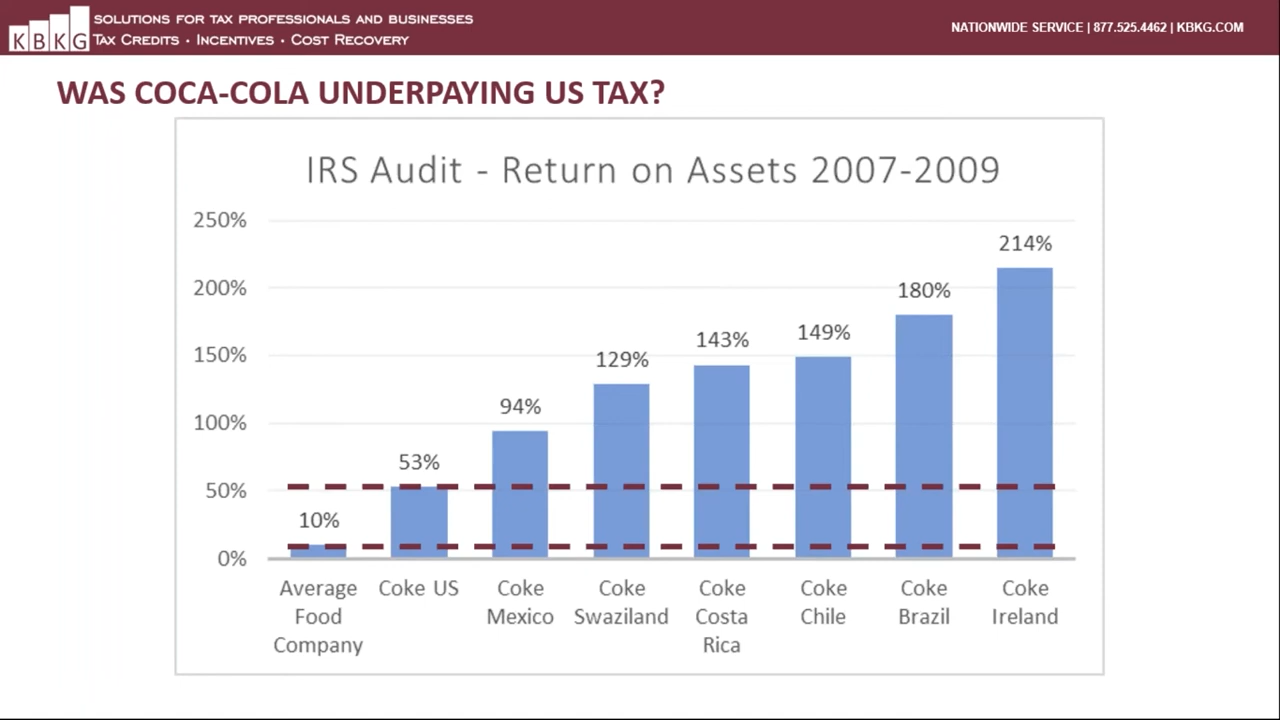 KBKG
SOLUTIONS FOR TAX PROFESSIONALS AND BUSINESSES
TAX CREDITS · INCENTIVES · COST RECOVERY
NATIONWIDE SERVICE | 877.525.4462 | KBKG.COM
WAS COCA-COLA UNDERPAYING US TAX?
IRS Audit - Return on Assets 2007-2009
250%
200%
150%
100%
50%
0%
10%
53%
94%
129%
143%
149%
180%
214%
Average
Food
Company
Coke US
Coke
Mexico
Coke
Swaziland
Coke
Costa
Rica
Coke
Chile
Coke
Brazil
Coke
Ireland